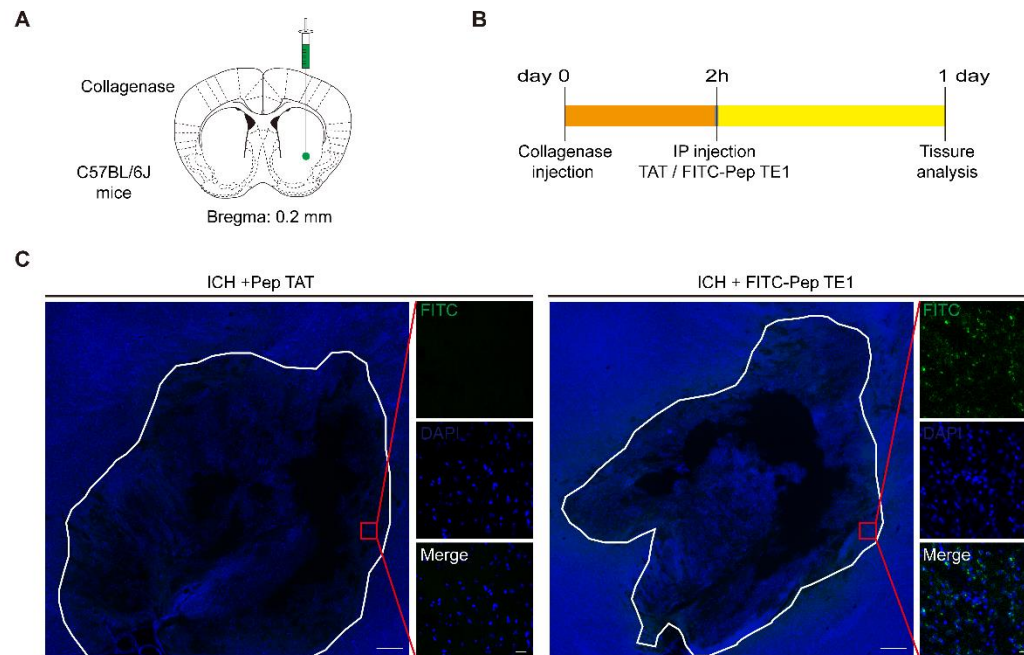 A
Collagenase
C57BL/6J
mice
Bregma: 0.2 mm
B
day 0
2h
1 day
Collagenase
injection
IP injection
TAT / FITC-Pep TE1
Tissure
analysis
C
ICH +Pep TAT
ICH + FITC-Pep TE1
FITC
DAPI
Merge
FITC
DAPI
Merge